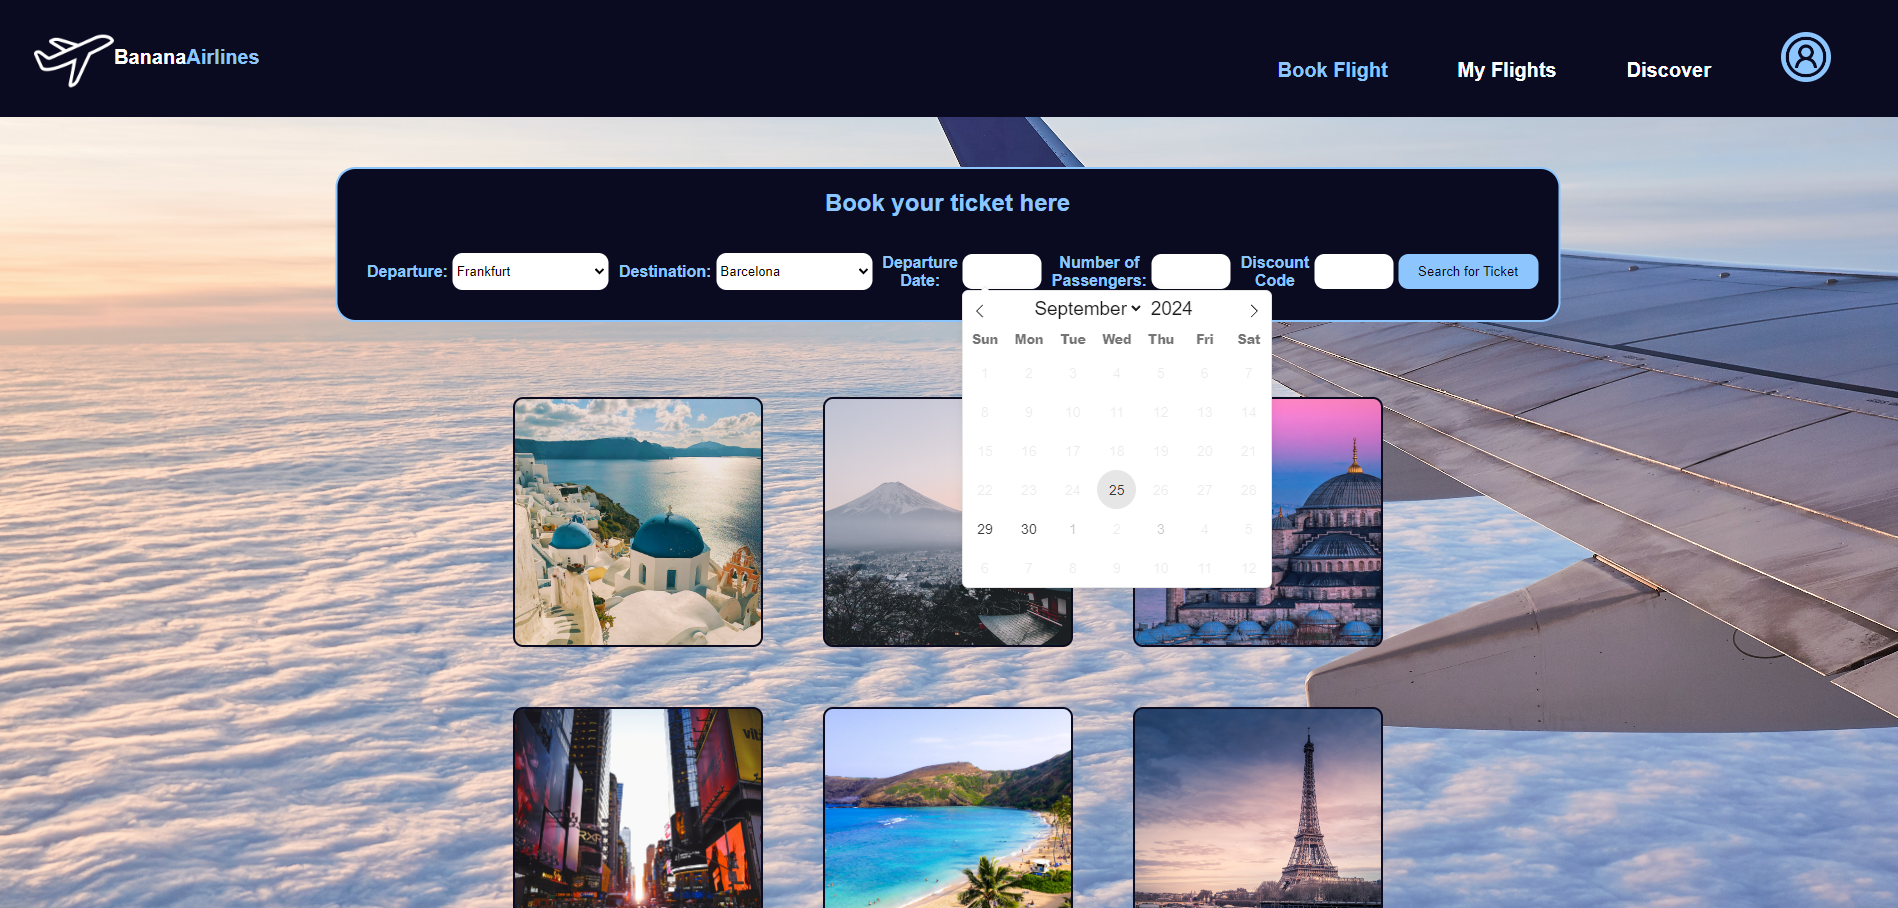 BananaAirlines
Book Flight
My Flights
Discover
Book your ticket here
Departure:
Frankfurt
Destination:
Barcelona
Departure
Date:
Number of
Passengers:
Discount
Code
Search for Ticket
September 2024
Sun Mon Tue Wed Thu Fri Sat
1 2 3 4 5 6 7
8 9 10 11 12 13 14
15 16 17 18 19 20 21
22 23 24 25 26 27 28
29 30 1 2 3 4 5
6 7 8 9 10 11 12